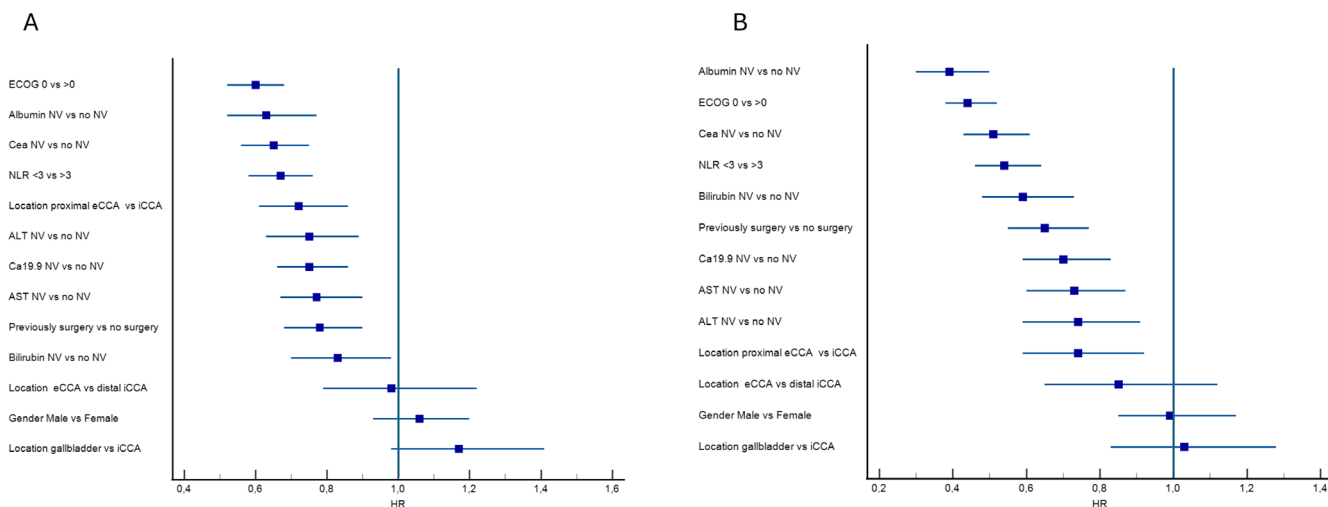 A
ECOG 0 vs >0
Albumin NV vs no NV
Cea NV vs no NV
NLR <3 vs >3
Location proximal eCCA vs iCCA
ALT NV vs no NV
Ca19.9 NV vs no NV
AST NV vs no NV
Previously surgery vs no surgery
Bilirubin NV vs no NV
Location eCCA vs distal iCCA
Gender Male vs Female
Location gallbladder vs iCCA
0,4 0,6 0,8 1,0 1,2 1,4 1,6
HR
B
Albumin NV vs no NV
ECOG 0 vs >0
Cea NV vs no NV
NLR <3 vs >3
Bilirubin NV vs no NV
Previously surgery vs no surgery
Ca19.9 NV vs no NV
AST NV vs no NV
ALT NV vs no NV
Location proximal eCCA vs iCCA
Location eCCA vs distal iCCA
Gender Male vs Female
Location gallbladder vs iCCA
0,2 0,4 0,6 0,8 1,0 1,2 1,4
HR